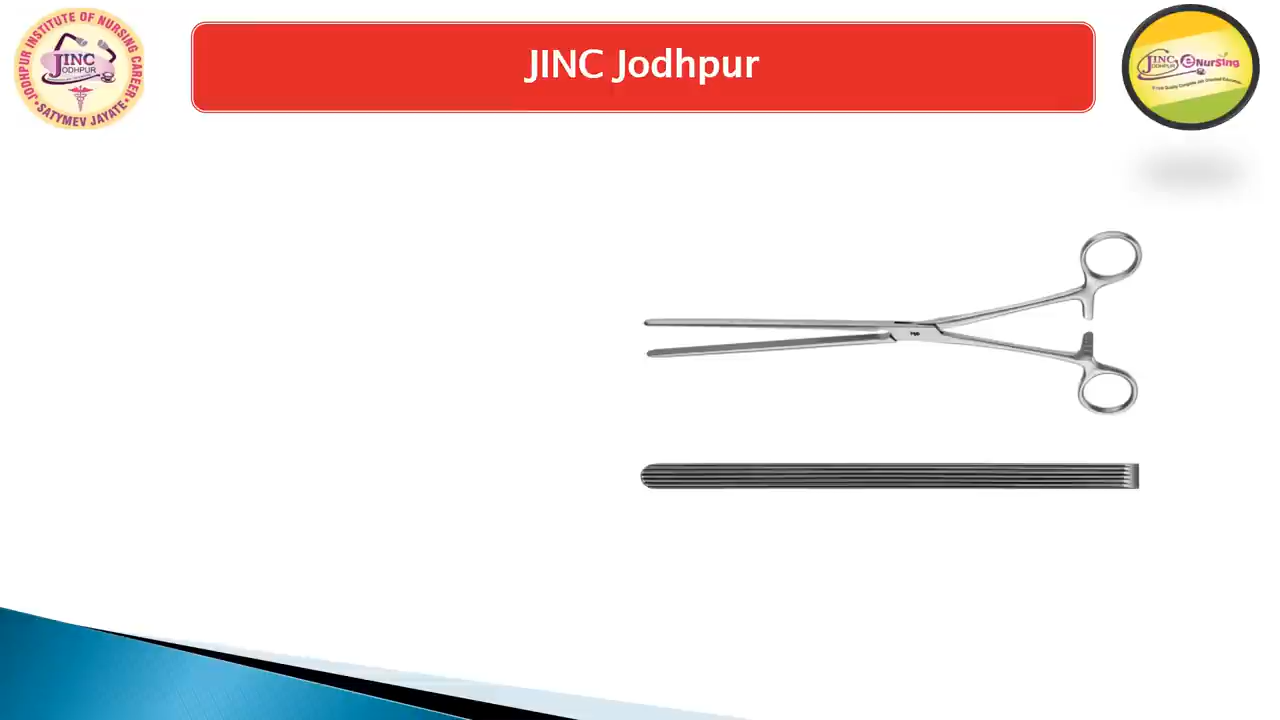 JODHPUR INSTITUTE OF NURSING CAREER
JINC
JODHPUR
SATYMEV JAYATE
JINC Jodhpur
JINC
JODHPUR
eNursing